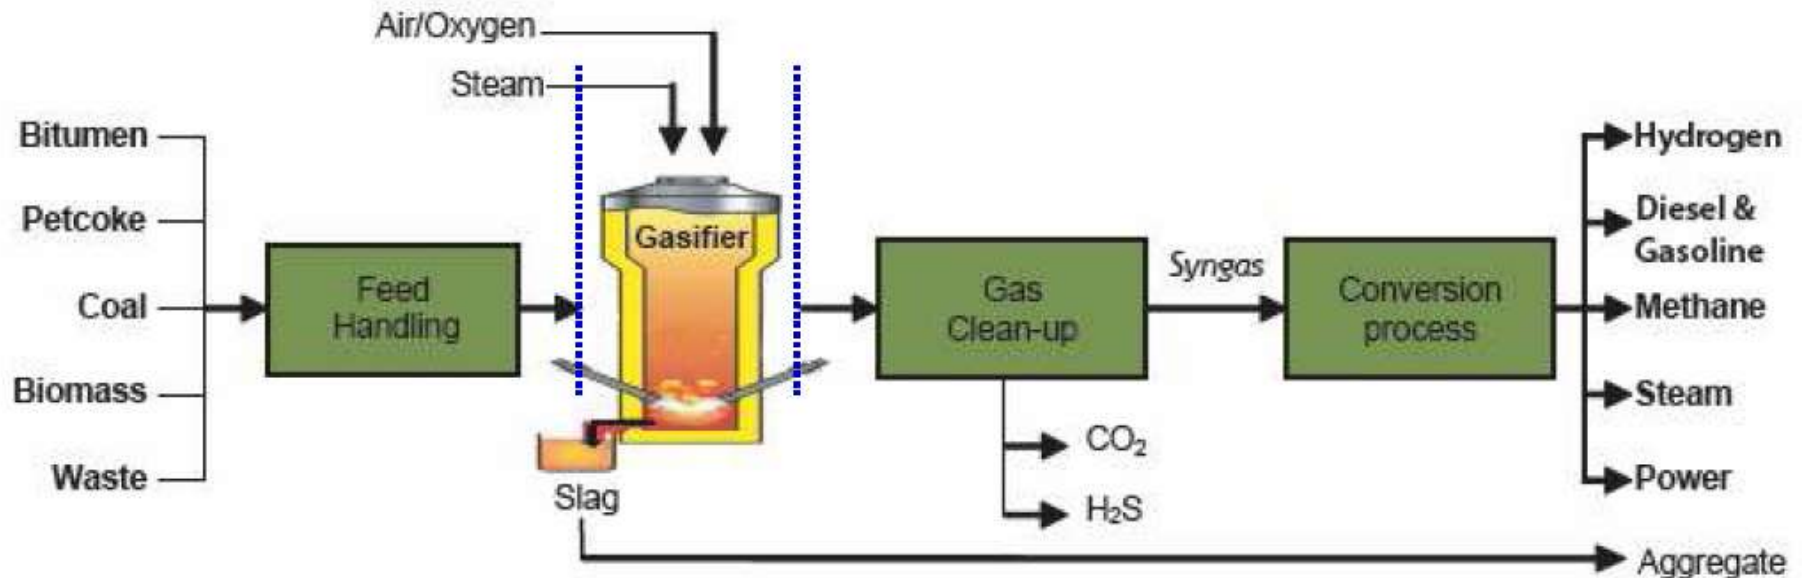 Air/Oxygen
Steam
Bitumen
Petcoke
Coal
Biomass
Waste
Feed
Handling
Gasifier
Slag
Gas
Clean-up
CO₂
H₂S
Syngas
Conversion
process
Hydrogen
Diesel &
Gasoline
Methane
Steam
Power
Aggregate